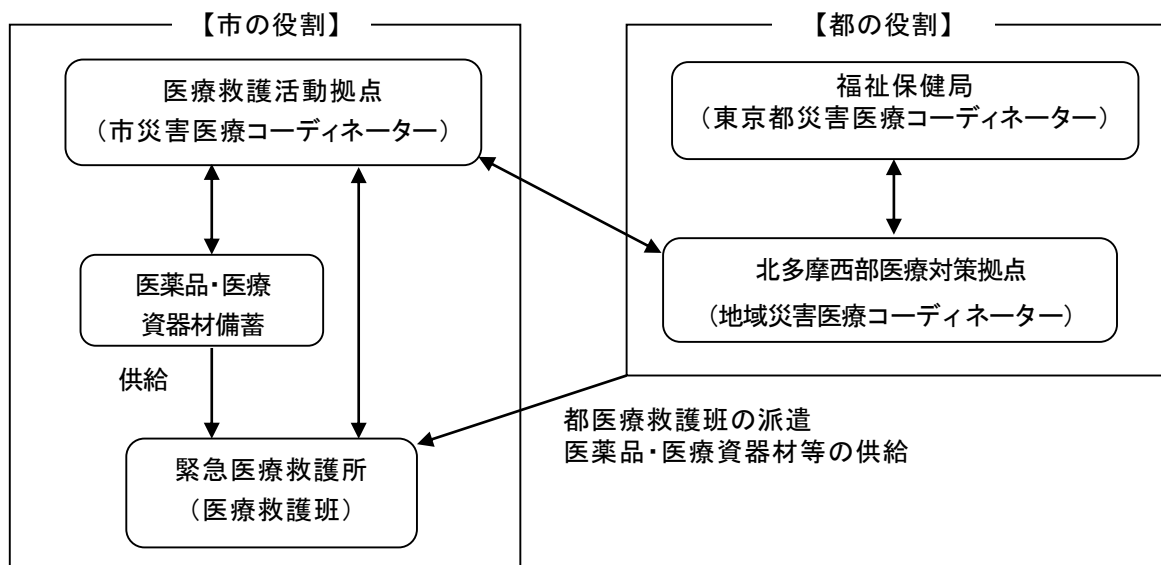 【市の役割】
医療救護活動拠点
（市災害医療コーディネーター）
医薬品・医療
資器材備蓄
供給
緊急医療救護所
（医療救護班）
【都の役割】
福祉保健局
（東京都災害医療コーディネーター）
北多摩西部医療対策拠点
（地域災害医療コーディネーター）
都医療救護班の派遣
医薬品・医療資器材等の供給